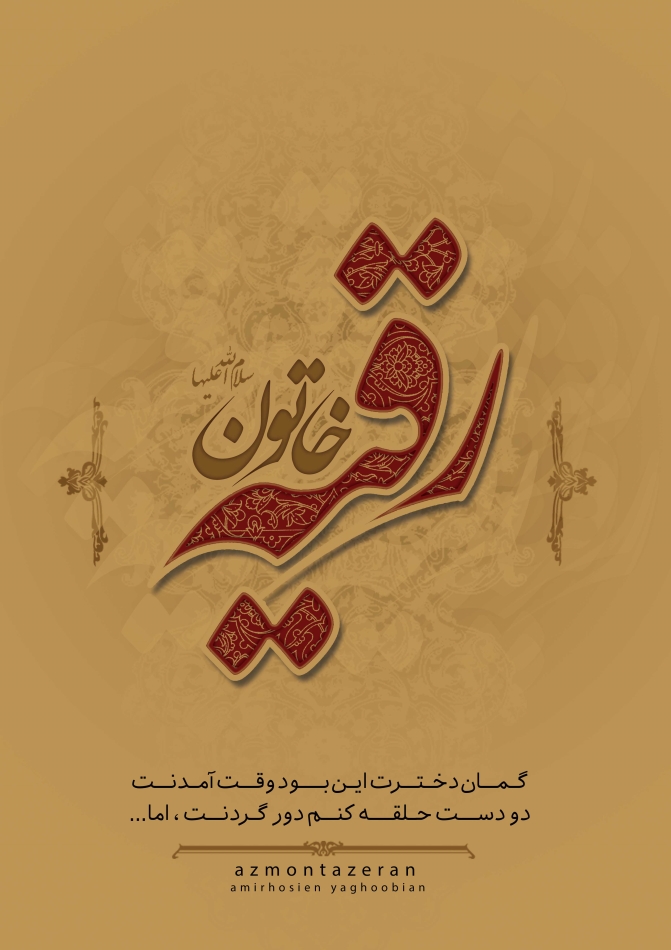 رقیه
خاتون
سلام الله علیها
گمان دخترت این بود وقت آمدنت
دو دست حلقه کنم دور گردنت ، اما...
azmontazeran
amirhosien yaghoobian